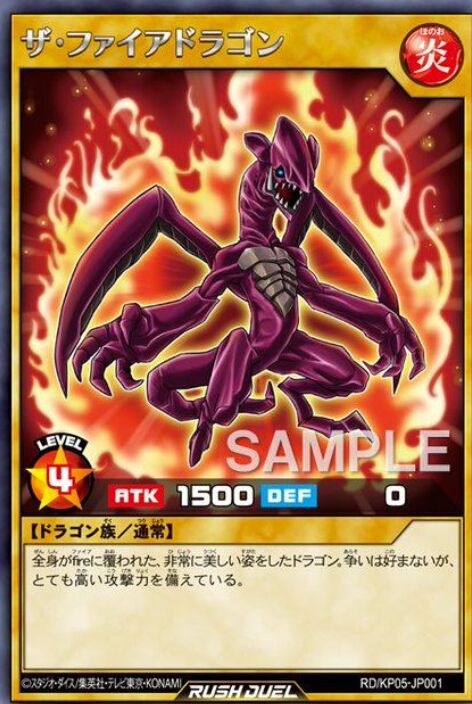 ザ・ファイアドラゴン
ほのお
炎
SAMPLE
LEVEL
4
ATK 1500 DEF 0
【ドラゴン族/通常】
全身がfireに覆われた、非常に美しい姿をしたドラゴン。争いは好まないが、
とても高い攻撃力を備えている。
©スタジオ・ダイス/集英社・テレビ東京・KONAMI
RUSH DUEL
RD/KP05-JP001